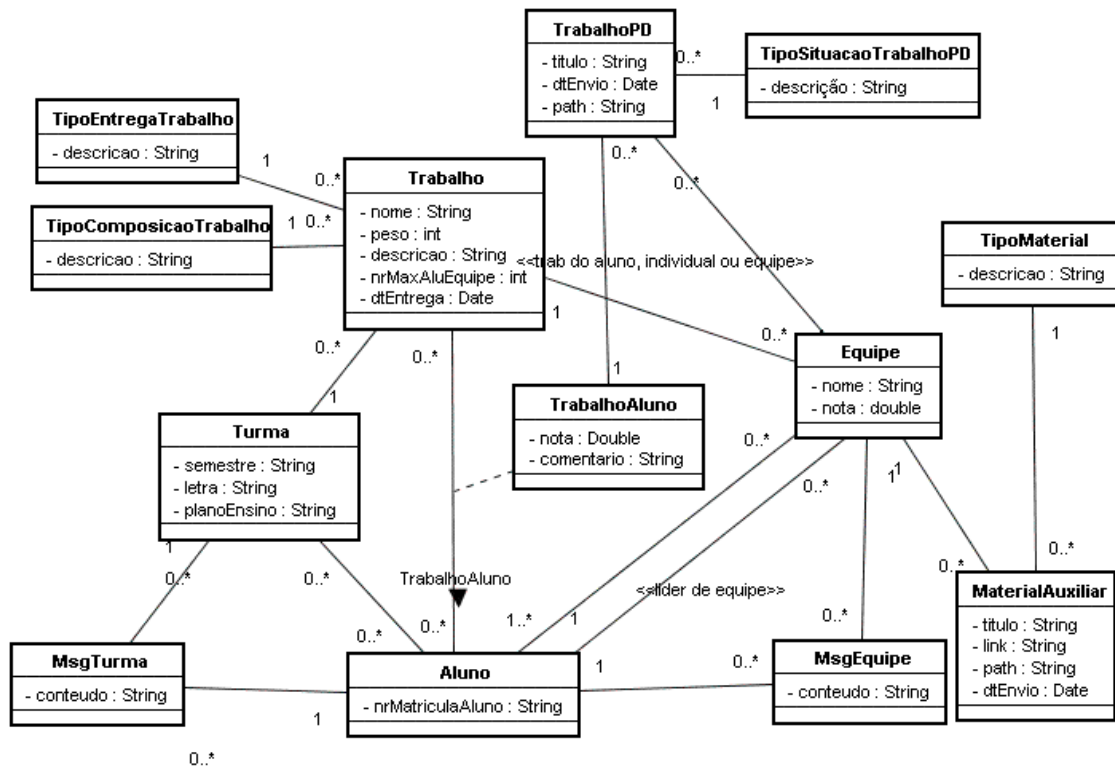 TrabalhoPD
- titulo : String
- dtEnvio : Date
- path : String
0..*
1
TipoSituacaoTrabalhoPD
- descrição : String
TipoEntregaTrabalho
- descricao : String
1
0..*
TipoComposicaoTrabalho
- descricao : String
1
0..*
Trabalho
- nome : String
- peso : int
- descricao : String
- nrMaxAluEquipe : int
- dtEntrega : Date
0..*
0..*
<<trab do aluno, individual ou equipe>>
1
0..*
TipoMaterial
- descricao : String
1
0..*
Equipe
- nome : String
- nota : double
0..*
1
0..*
1
TrabalhoAluno
- nota : Double
- comentario : String
Turma
- semestre : String
- letra : String
- planoEnsino : String
0..*
0..*
1
1
1
0..*
0..*
0..*
TrabalhoAluno
<<lider de equipe>>
0..*
MaterialAuxiliar
- titulo : String
- link : String
- path : String
- dtEnvio : Date
0..*
0..*
1..*
1
0..*
MsgTurma
- conteudo : String
1
0..*
Aluno
- nrMatriculaAluno : String
1
0..*
MsgEquipe
- conteudo : String